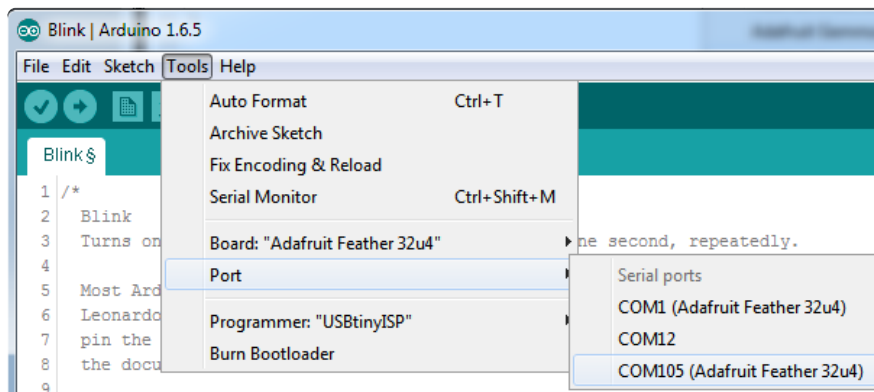 Blink | Arduino 1.6.5
File Edit Sketch Tools Help
Auto Format Ctrl+T
Archive Sketch
Fix Encoding & Reload
Serial Monitor Ctrl+Shift+M
Board: "Adafruit Feather 32u4"
Port
Programmer: "USBtinyISP"
Burn Bootloader
Serial ports
COM1 (Adafruit Feather 32u4)
COM12
COM105 (Adafruit Feather 32u4)
Blink§
1 /*
2 Blink
3 Turns on ne second, repeatedly.
4
5 Most Ard
6 Leonardo
7 pin the
8 the docu
9